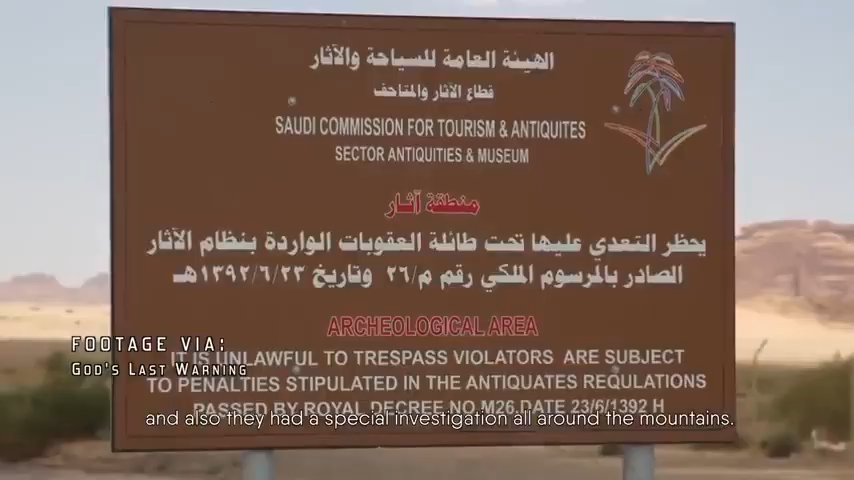 الهيئة العامة للسياحة والآثار
قطاع الآثار والمتاحف
SAUDI COMMISSION FOR TOURISM & ANTIQUITES
SECTOR ANTIQUITIES & MUSEUM
منطقة آثار
يحظر التعدي عليها تحت طائلة العقوبات الواردة بنظام الآثار
الصادر بالمرسوم الملكي رقم م/٢٦ وتاريخ ١٣٩٢/٦/٢٣هـ
ARCHEOLOGICAL AREA
IT IS UNLAWFUL TO TRESPASS VIOLATORS ARE SUBJECT
TO PENALTIES STIPULATED IN THE ANTIQUATES REQULATIONS
PASSED BY ROYAL DECREE NO M26 DATE 23/6/1392 H
FOOTAGE VIA:
GOD'S LAST WARNING
and also they had a special investigation all around the mountains.